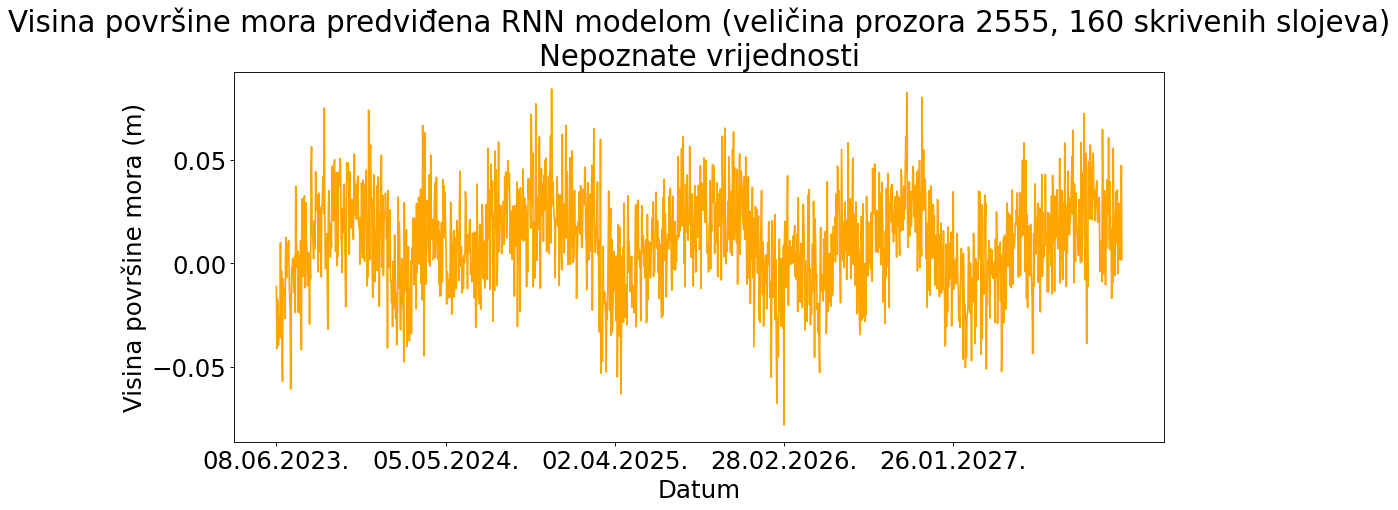 Visina površine mora predviđena RNN modelom (veličina prozora 2555, 160 skrivenih slojeva)
Nepoznate vrijednosti
Visina površine mora (m)
0.05
0.00
−0.05
08.06.2023. 05.05.2024. 02.04.2025. 28.02.2026. 26.01.2027.
Datum